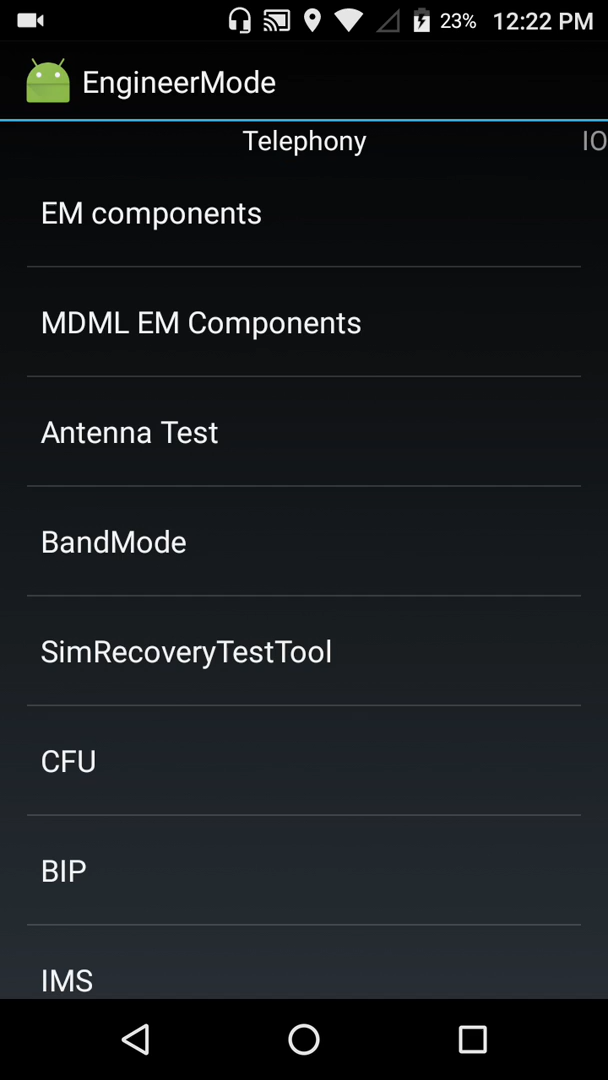 23% 12:22 PM
EngineerMode
Telephony IO
EM components
MDML EM Components
Antenna Test
BandMode
SimRecoveryTestTool
CFU
BIP
IMS